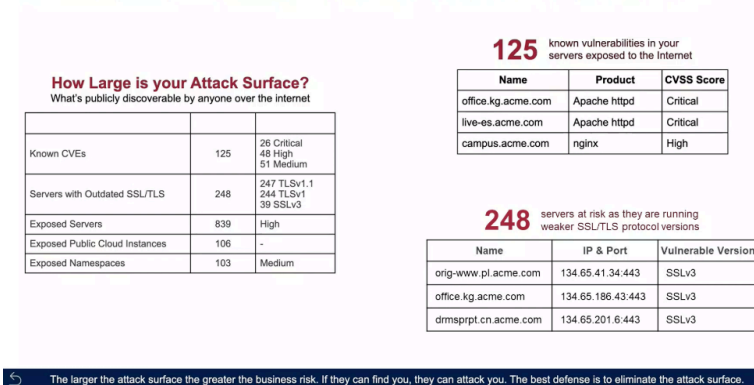 How Large is your Attack Surface?
What's publicly discoverable by anyone over the internet
Known CVEs 125 26 Critical
48 High
51 Medium
Servers with Outdated SSL/TLS 248 247 TLSv1.1
244 TLSv1
39 SSLv3
Exposed Servers 839 High
Exposed Public Cloud Instances 106 -
Exposed Namespaces 103 Medium
125 known vulnerabilities in your
servers exposed to the Internet
Name Product CVSS Score
office.kg.acme.com Apache httpd Critical
live-es.acme.com Apache httpd Critical
campus.acme.com nginx High
248 servers at risk as they are running
weaker SSL/TLS protocol versions
Name IP & Port Vulnerable Version
orig-www.pl.acme.com 134.65.41.34:443 SSLv3
office.kg.acme.com 134.65.186.43:443 SSLv3
drmsprpt.cn.acme.com 134.65.201.6:443 SSLv3
The larger the attack surface the greater the business risk. If they can find you, they can attack you. The best defense is to eliminate the attack surface.